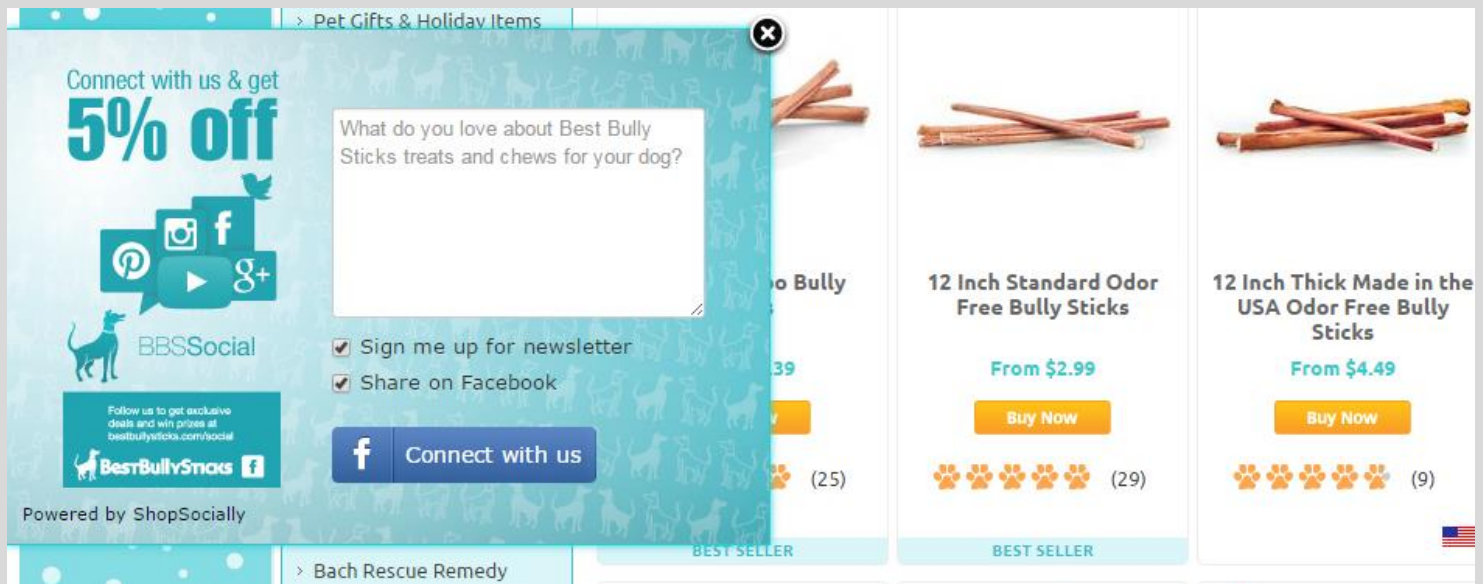 Pet Gifts & Holiday Items
Connect with us & get
5% off
What do you love about Best Bully
Sticks treats and chews for your dog?
BBSSocial
Sign me up for newsletter
Share on Facebook
Follow us to get exclusive
deals and win prizes at
bestbullysticks.com/social
BESTBULLYSTICKS f
f Connect with us
Powered by ShopSocially
Bach Rescue Remedy
Bully
.39
(25)
BEST SELLER
12 Inch Standard Odor
Free Bully Sticks
From $2.99
Buy Now
(29)
BEST SELLER
12 Inch Thick Made in the
USA Odor Free Bully
Sticks
From $4.49
Buy Now
(9)